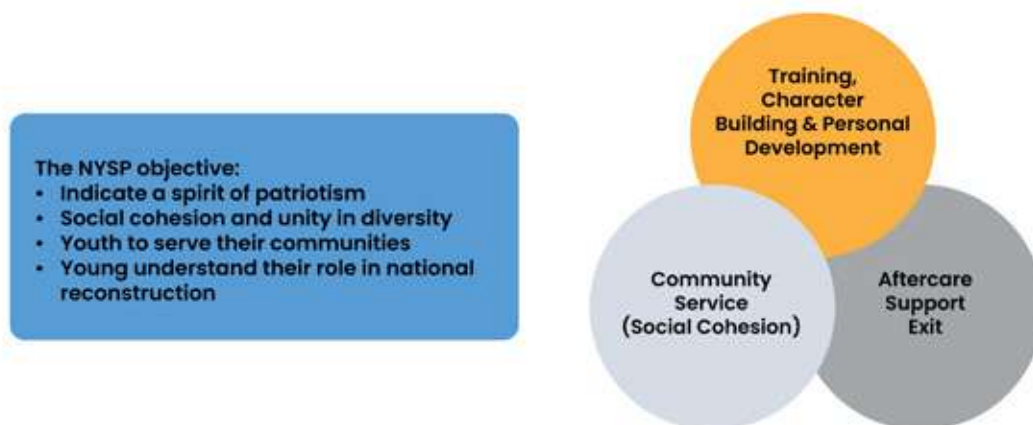 The NYSP objective:
• Indicate a spirit of patriotism
• Social cohesion and unity in diversity
• Youth to serve their communities
• Young understand their role in national
reconstruction
Training,
Character
Building & Personal
Development
Community
Service
(Social Cohesion)
Aftercare
Support
Exit